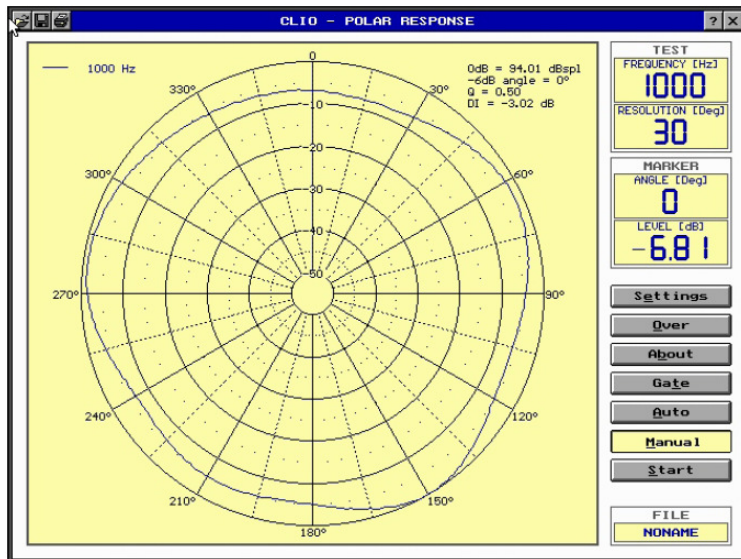 CLIO - POLAR RESPONSE
? X
1000 Hz
0dB = 94.01 dBspl
-6dB angle = 0°
Q = 0.50
DI = -3.02 dB
0
330°
30°
-10
300°
-20
60°
-30
-40
-50
270°
90°
240°
120°
210°
150°
180°
TEST
FREQUENCY [Hz]
1000
RESOLUTION [Deg]
30
MARKER
ANGLE [Deg]
0
LEVEL [dB]
-6.81
Settings
Over
About
Gate
Auto
Manual
Start
FILE
NONAME